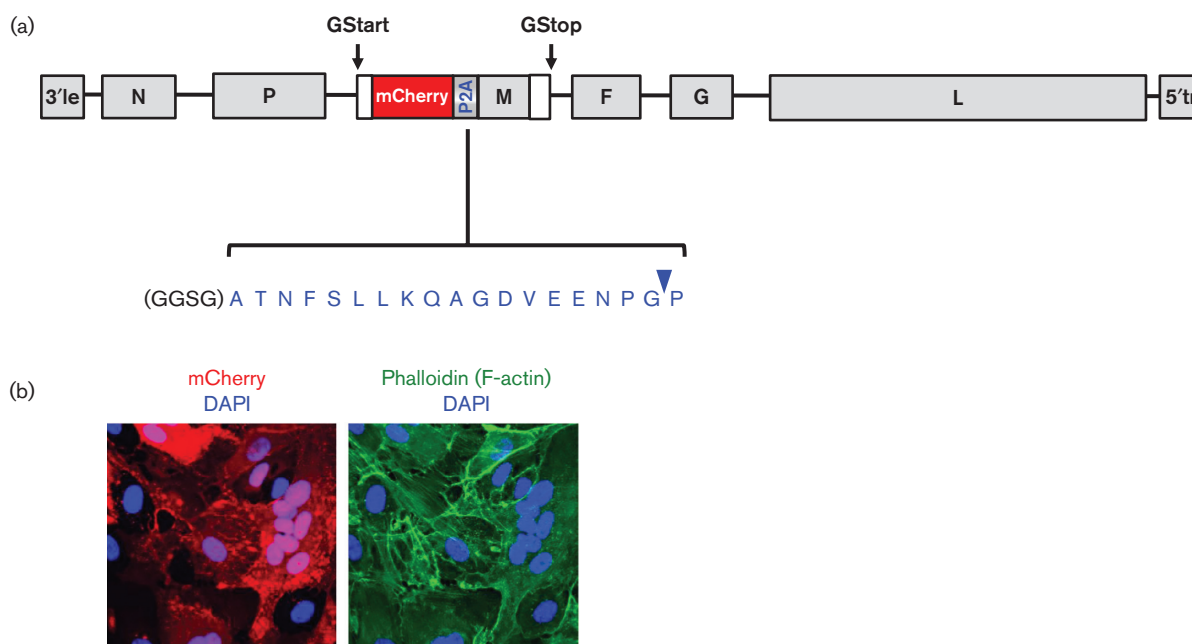 (a)
GStart GStop
3′le N P mCherry P2A M F G L 5′tr
(GGSG) A T N F S L L K Q A G D V E E N P G P
(b)
mCherry Phalloidin (F-actin)
DAPI DAPI